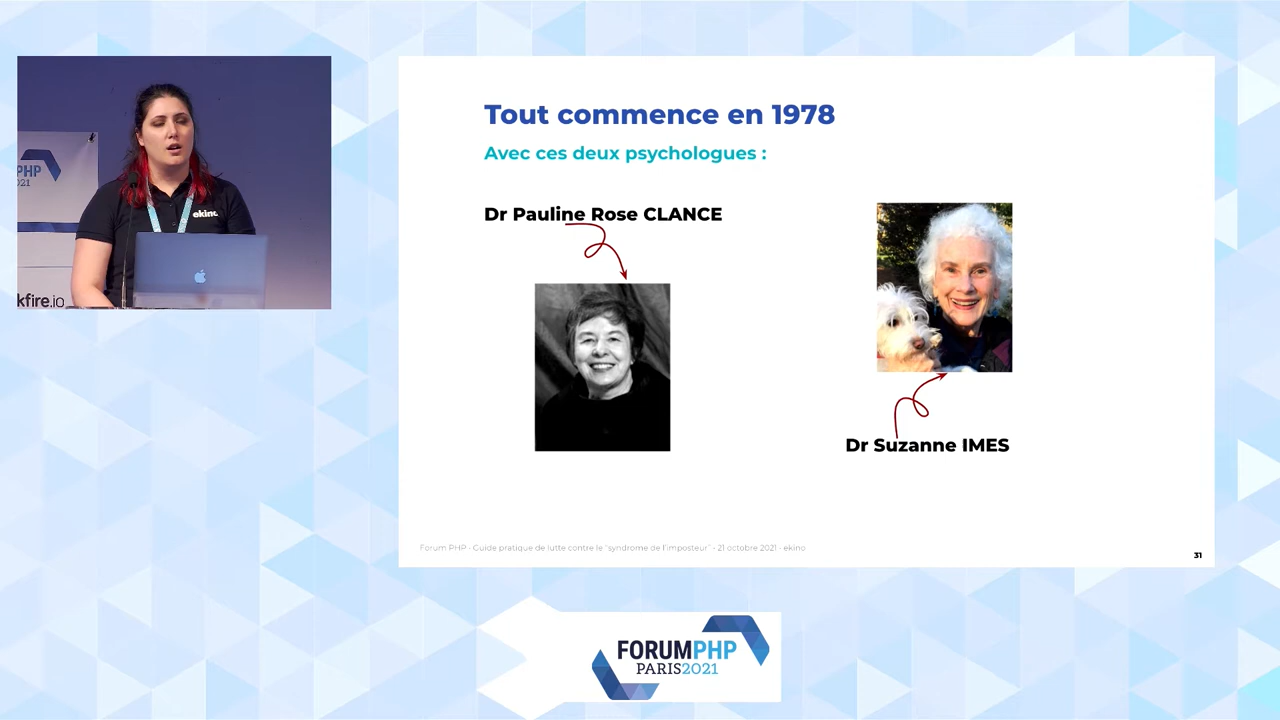 PHP
021
ekino
kfire.io
Tout commence en 1978
Avec ces deux psychologues :
Dr Pauline Rose CLANCE
Dr Suzanne IMES
Forum PHP - Guide pratique de lutte contre le "syndrome de l'imposteur" - 21 octobre 2021 - ekino
31
FORUMPHP
PARIS2021